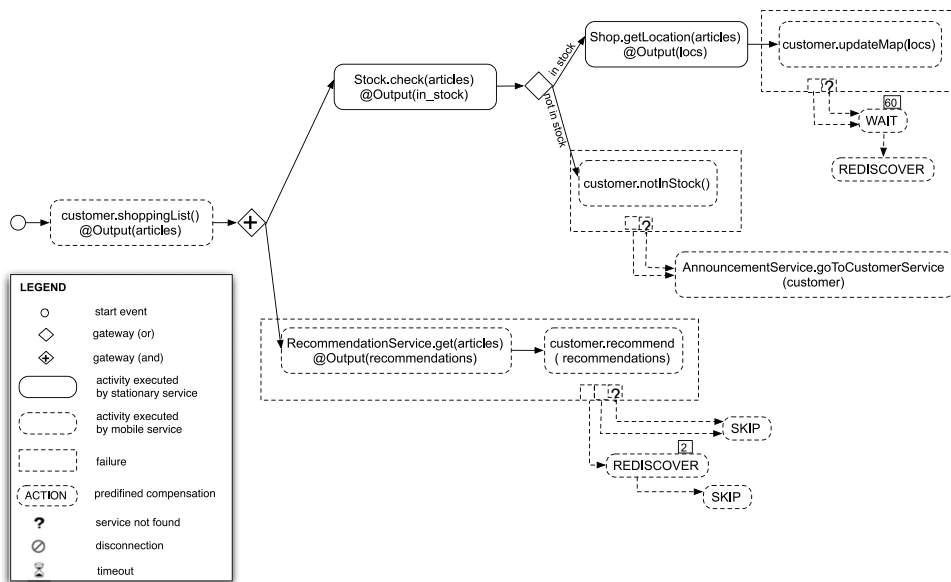 Shop.getLocation(articles)
@Output(locs)
customer.updateMap(locs)
Stock.check(articles)
@Output(in_stock)
in stock
not in stock
?
60
WAIT
REDISCOVER
customer.notInStock()
?
customer.shoppingList()
@Output(articles)
AnnouncementService.goToCustomerService
(customer)
RecommendationService.get(articles)
@Output(recommendations)
customer.recommend
( recommendations)
?
SKIP
2
REDISCOVER
SKIP
LEGEND
start event
gateway (or)
gateway (and)
activity executed
by stationary service
activity executed
by mobile service
failure
ACTION
predifined compensation
?
service not found
disconnection
timeout